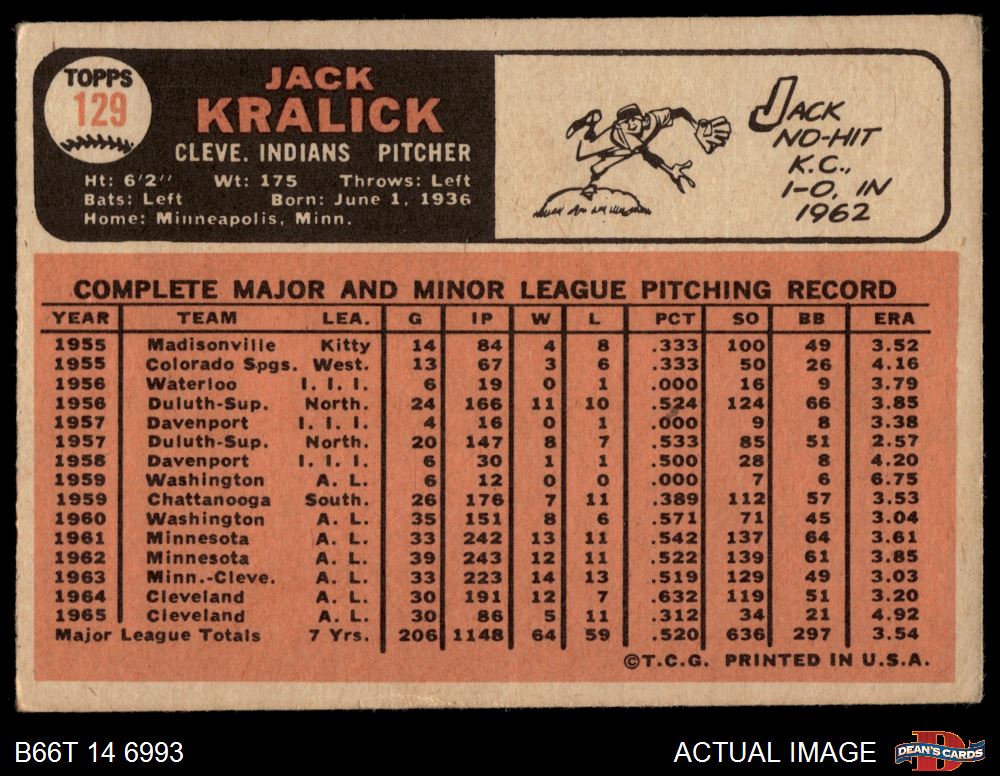 TOPPS
129
JACK
KRALICK
CLEVE. INDIANS PITCHER
Ht: 6'2" Wt: 175 Throws: Left
Bats: Left Born: June 1, 1936
Home: Minneapolis, Minn.
JACK
NO-HIT
K.C.,
1-0, IN
1962
COMPLETE MAJOR AND MINOR LEAGUE PITCHING RECORD
YEAR TEAM LEA. G IP W L PCT SO BB ERA
1955 Madisonville Kitty 14 84 4 8 .333 100 49 3.52
1955 Colorado Spgs. West. 13 67 3 6 .333 50 26 4.16
1956 Waterloo I. I. I. 6 19 0 1 .000 16 9 3.79
1956 Duluth-Sup. North. 24 166 11 10 .524 124 66 3.85
1957 Davenport I. I. I. 4 16 0 1 .000 9 8 3.38
1957 Duluth-Sup. North. 20 147 8 7 .533 85 51 2.57
1958 Davenport I. I. I. 6 30 1 1 .500 28 8 4.20
1959 Washington A. L. 6 12 0 0 .000 7 6 6.75
1959 Chattanooga South. 26 176 7 11 .389 112 57 3.53
1960 Washington A. L. 35 151 8 6 .571 71 45 3.04
1961 Minnesota A. L. 33 242 13 11 .542 137 64 3.61
1962 Minnesota A. L. 39 243 12 11 .522 139 61 3.85
1963 Minn.-Cleve. A. L. 33 223 14 13 .519 129 49 3.03
1964 Cleveland A. L. 30 191 12 7 .632 119 51 3.20
1965 Cleveland A. L. 30 86 5 11 .312 34 21 4.92
Major League Totals 7 Yrs. 206 1148 64 59 .520 636 297 3.54
©T.C.G. PRINTED IN U.S.A.
B66T 14 6993
ACTUAL IMAGE
DEAN'S CARDS